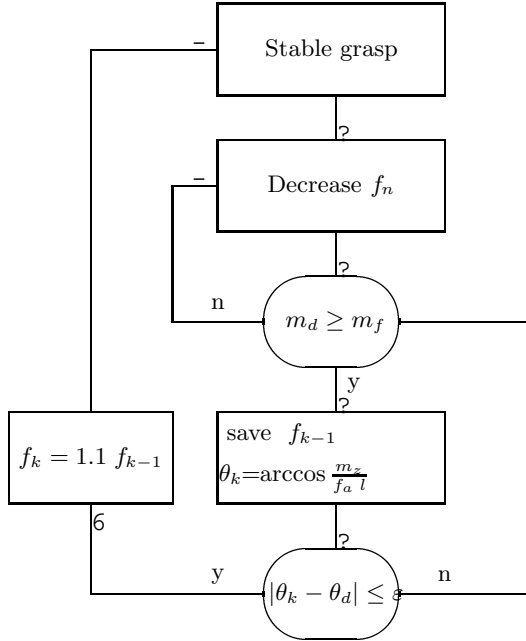 Stable grasp
Decrease f_n
n
m_d ≥ m_f
y
f_k = 1.1 f_{k−1}
save f_{k−1}
θ_k=arccos m_z / f_a l
y
|θ_k − θ_d| ≤ ε
n